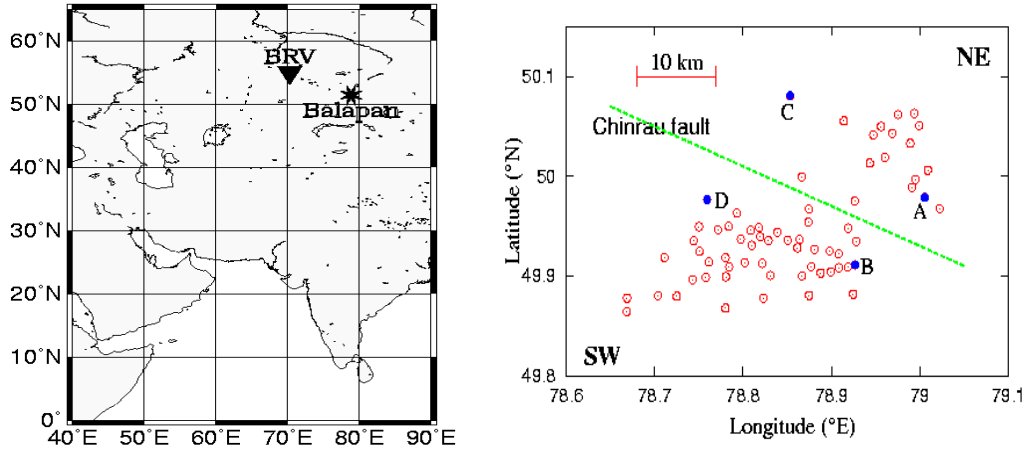 60°N
50°N
40°N
30°N
20°N
10°N
0°
40°E 50°E 60°E 70°E 80°E 90°E
BRV
Balapan
50.1
50
49.9
49.8
Latitude (°N)
78.6 78.7 78.8 78.9 79 79.1
Longitude (°E)
10 km
NE
C
Chinrau fault
D
A
B
SW